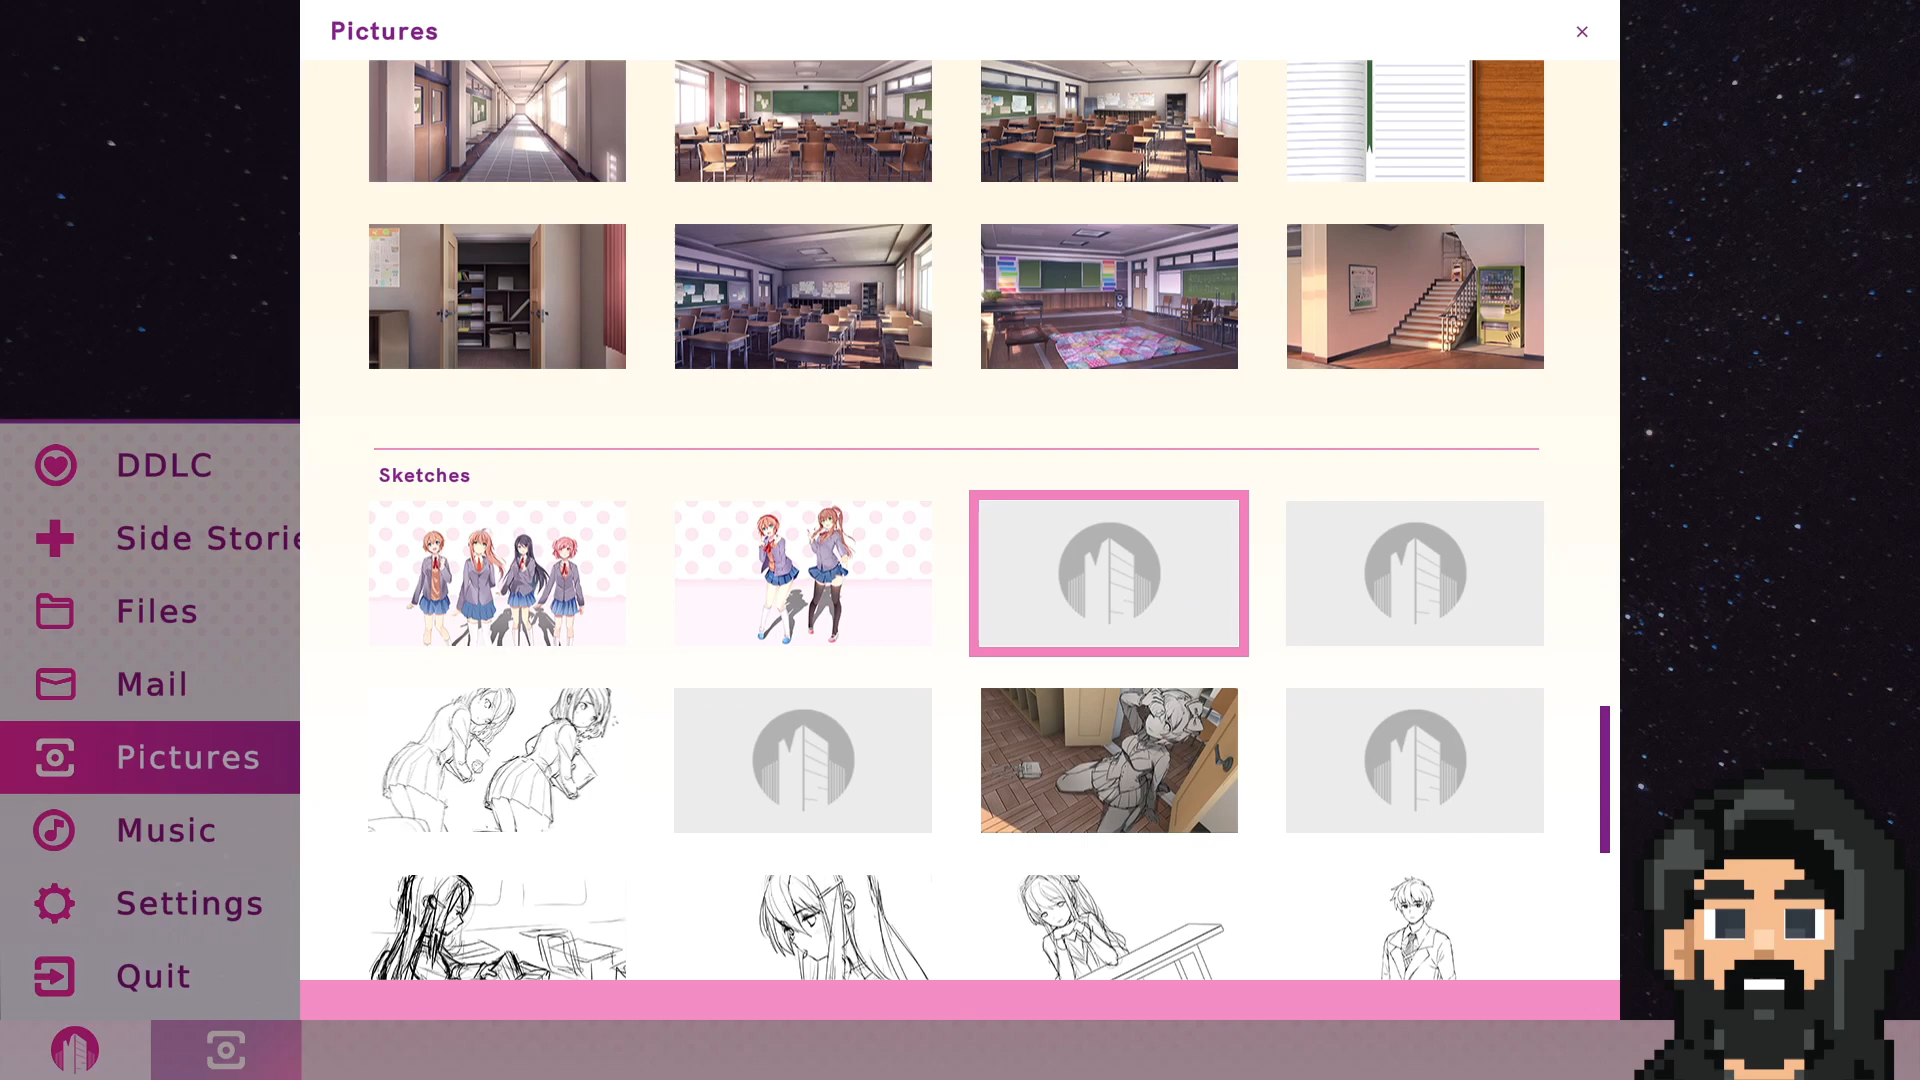 Pictures
Sketches
DDLC
Side Storie
Files
Mail
Pictures
Music
Settings
Quit